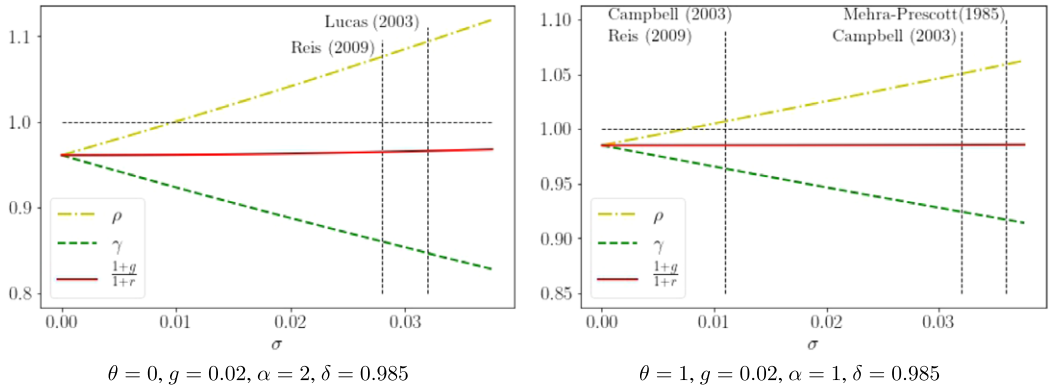 1.1
1.0
0.9
0.8
Lucas (2003)
Reis (2009)
ρ
γ
1+g
1+r
0.00 0.01 0.02 0.03
σ
θ = 0, g = 0.02, α = 2, δ = 0.985
1.10
1.05
1.00
0.95
0.90
0.85
Campbell (2003)
Reis (2009)
Mehra-Prescott(1985)
Campbell (2003)
ρ
γ
1+g
1+r
0.00 0.01 0.02 0.03
σ
θ = 1, g = 0.02, α = 1, δ = 0.985